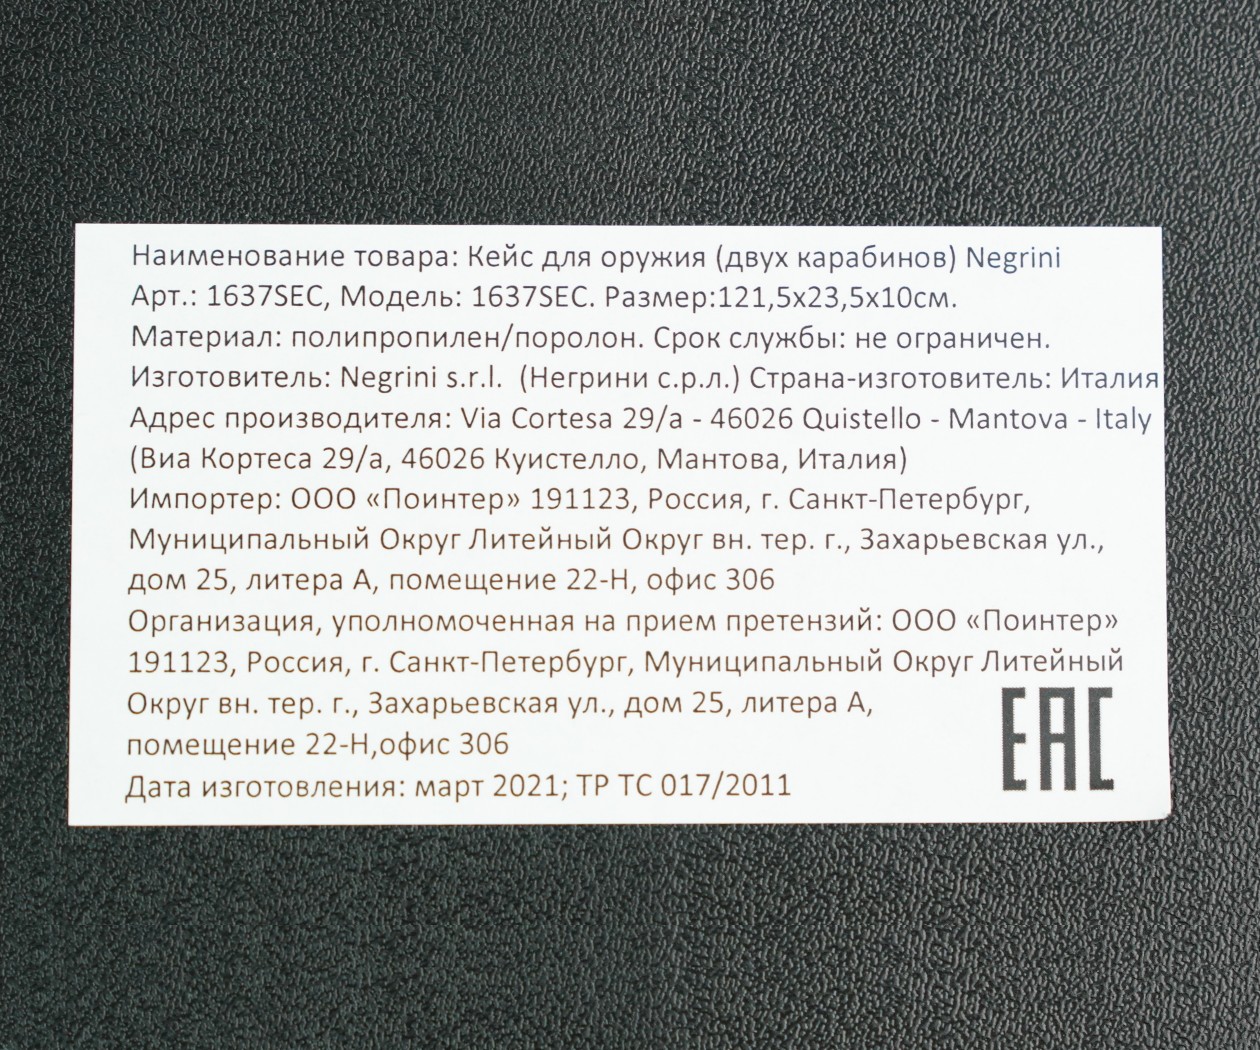 Наименование товара: Кейс для оружия (двух карабинов) Negrini
Арт.: 1637SEC, Модель: 1637SEC. Размер:121,5х23,5х10см.
Материал: полипропилен/поролон. Срок службы: не ограничен.
Изготовитель: Negrini s.r.l.  (Негрини с.р.л.) Страна-изготовитель: Италия
Адрес производителя: Via Cortesa 29/a - 46026 Quistello - Mantova - Italy
(Виа Кортеса 29/а, 46026 Куистелло, Мантова, Италия)
Импортер: ООО «Поинтер» 191123, Россия, г. Санкт-Петербург,
Муниципальный Округ Литейный Округ вн. тер. г., Захарьевская ул.,
дом 25, литера А, помещение 22-Н, офис 306
Организация, уполномоченная на прием претензий: ООО «Поинтер»
191123, Россия, г. Санкт-Петербург, Муниципальный Округ Литейный
Округ вн. тер. г., Захарьевская ул., дом 25, литера А,
помещение 22-Н,офис 306
Дата изготовления: март 2021; ТР ТС 017/2011
EAC